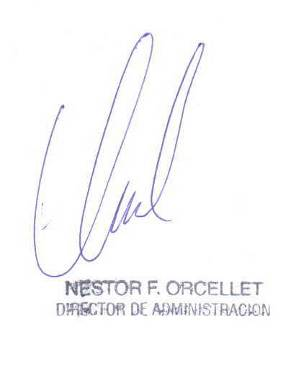 NESTOR F. ORCELLET
DIRECTOR DE ADMINISTRACION